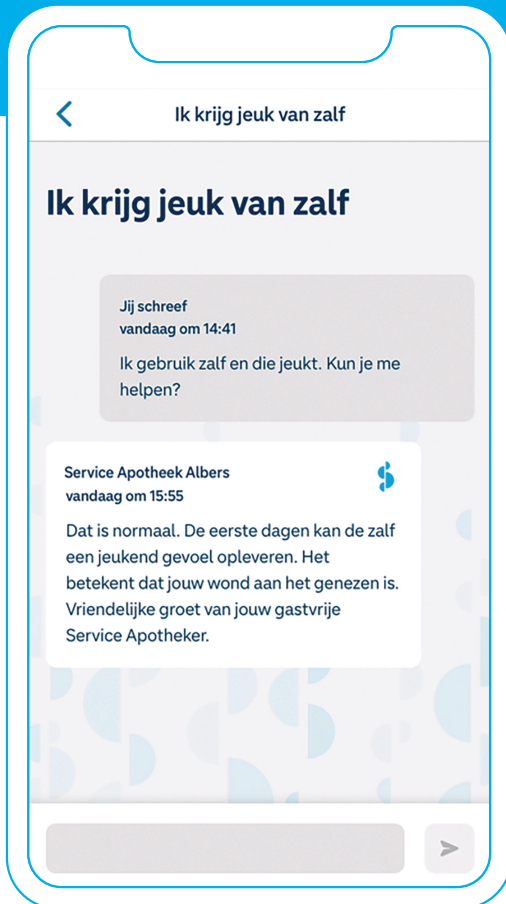 Ik krijg jeuk van zalf
Ik krijg jeuk van zalf
Jij schreef
vandaag om 14:41
Ik gebruik zalf en die jeukt. Kun je me
helpen?
Service Apotheek Albers
vandaag om 15:55
Dat is normaal. De eerste dagen kan de zalf
een jeukend gevoel opleveren. Het
betekent dat jouw wond aan het genezen is.
Vriendelijke groet van jouw gastvrije
Service Apotheker.